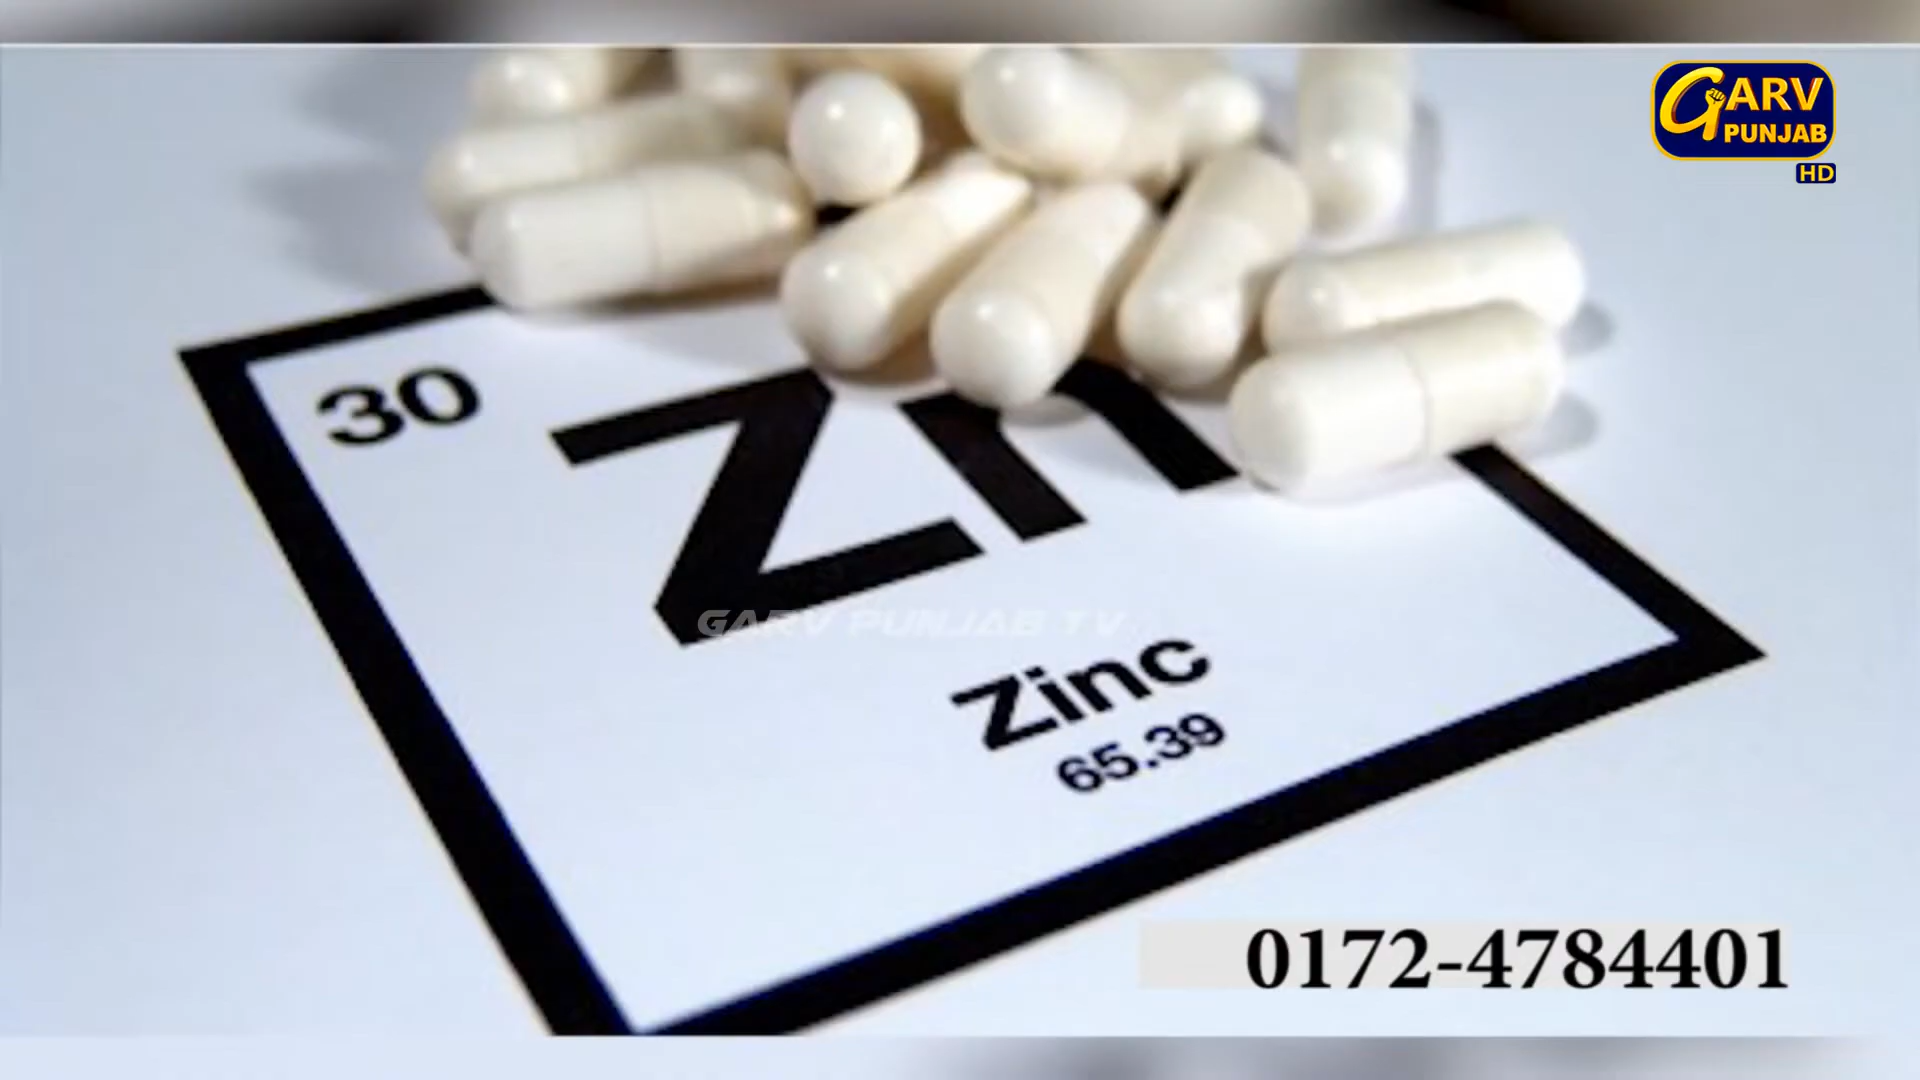 GARV
PUNJAB
HD
30
Zn
GARV PUNJAB TV
Zinc
65.39
0172-4784401